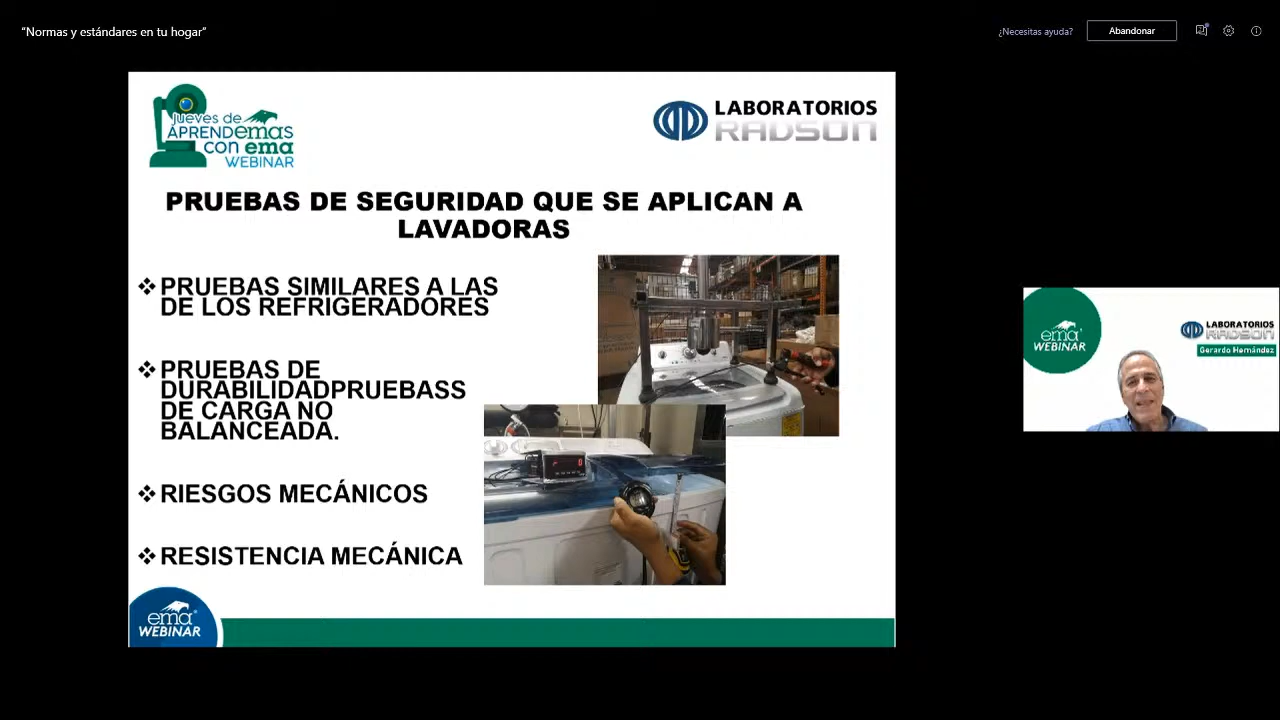 “Normas y estándares en tu hogar”
¿Necesitas ayuda?
Abandonar
jueves de
APRENDEMAS
con ema
WEBINAR
LABORATORIOS
RADSON
PRUEBAS DE SEGURIDAD QUE SE APLICAN A
LAVADORAS
❖PRUEBAS SIMILARES A LAS
DE LOS REFRIGERADORES
❖PRUEBAS DE
DURABILIDADPRUEBASS
DE CARGA NO
BALANCEADA.
❖RIESGOS MECÁNICOS
❖RESISTENCIA MECÁNICA
ema
WEBINAR
ema
WEBINAR
LABORATORIOS
RADSON
Gerardo Hernández